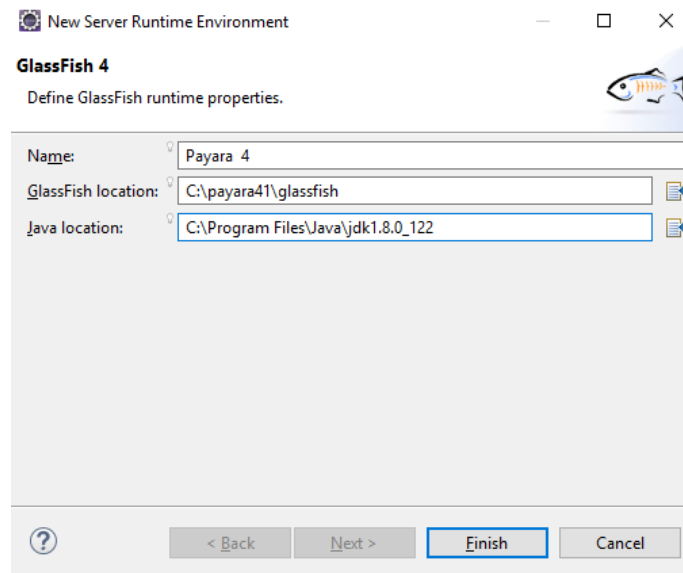 New Server Runtime Environment
GlassFish 4
Define GlassFish runtime properties.
Name: Payara 4
GlassFish location: C:\payara41\glassfish
Java location: C:\Program Files\Java\jdk1.8.0_122
? < Back Next > Finish Cancel